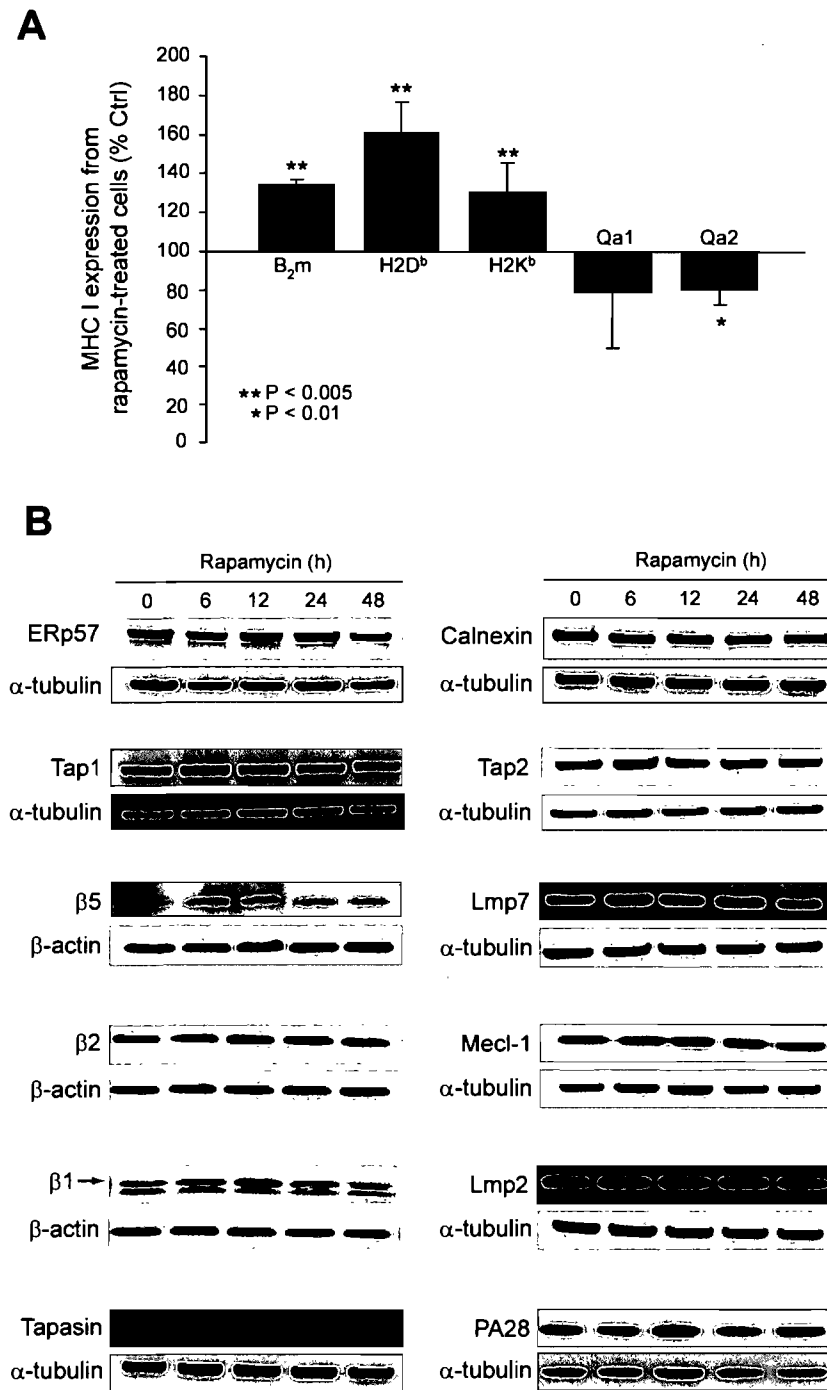 A
MHC I expression from
rapamycin-treated cells (% Ctrl)
200
180
160
140
120
100
80
60
40
20
0
**
**
**
B₂m
H2Dᵇ
H2Kᵇ
Qa1
Qa2
*
** P < 0.005
* P < 0.01
B
Rapamycin (h)
0 6 12 24 48
ERp57
α-tubulin
Tap1
α-tubulin
β5
β-actin
β2
β-actin
β1
β-actin
Tapasin
α-tubulin
Rapamycin (h)
0 6 12 24 48
Calnexin
α-tubulin
Tap2
α-tubulin
Lmp7
α-tubulin
Mecl-1
α-tubulin
Lmp2
α-tubulin
PA28
α-tubulin